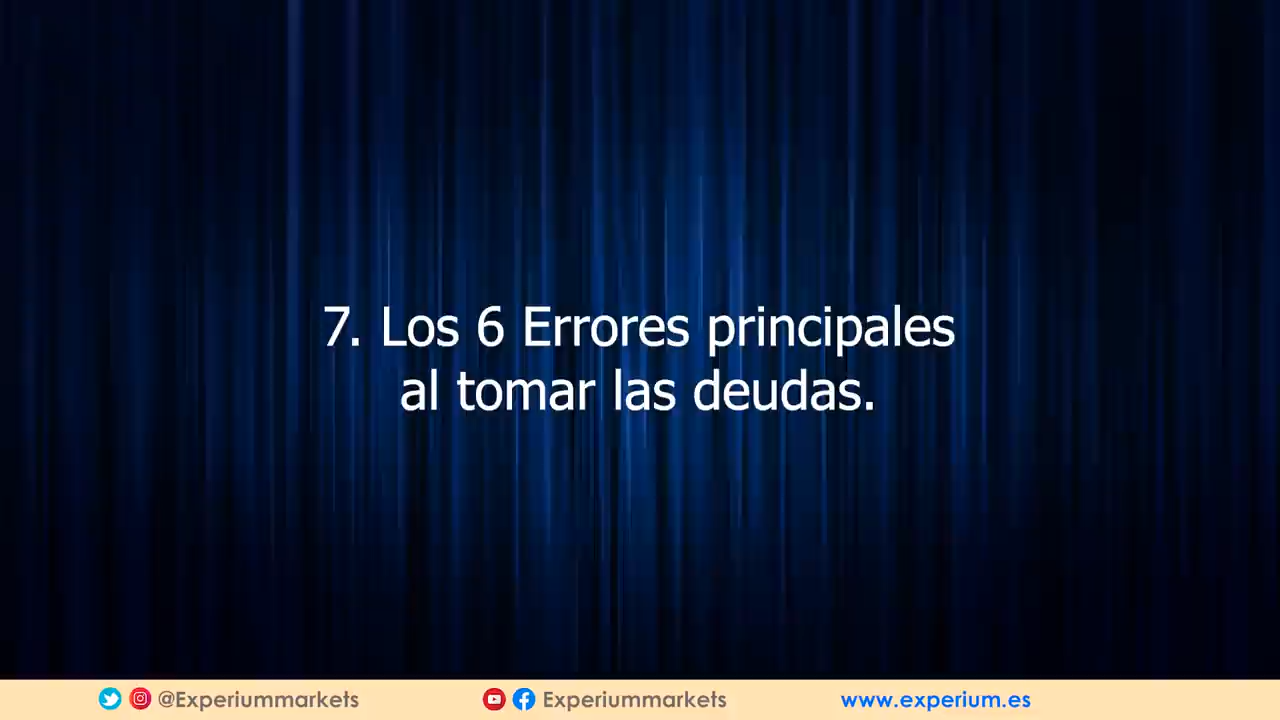 7. Los 6 Errores principales
al tomar las deudas.
@Experiummarkets
Experiummarkets
www.experium.es